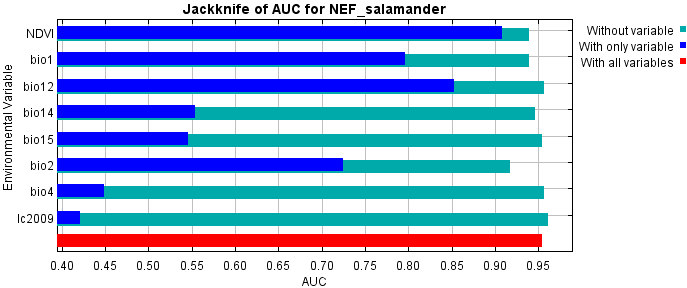 Jackknife of AUC for NEF_salamander
Without variable
With only variable
With all variables
Environmental Variable
NDVI
bio1
bio12
bio14
bio15
bio2
bio4
lc2009
0.40 0.45 0.50 0.55 0.60 0.65 0.70 0.75 0.80 0.85 0.90 0.95
AUC